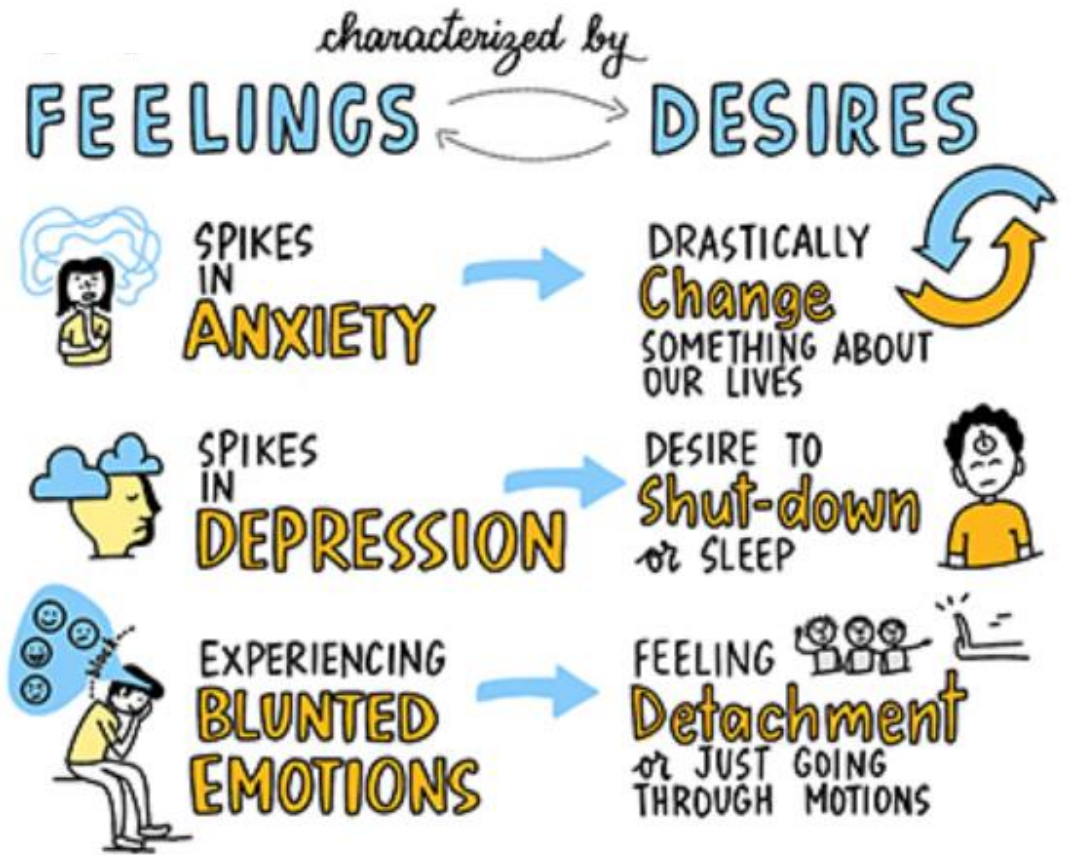 characterized by
FEELINGS DESIRES
SPIKES
IN
ANXIETY
DRASTICALLY
Change
SOMETHING ABOUT
OUR LIVES
SPIKES
IN
DEPRESSION
DESIRE TO
Shut-down
or SLEEP
block
EXPERIENCING
BLUNTED
EMOTIONS
FEELING
Detachment
or JUST GOING
THROUGH MOTIONS